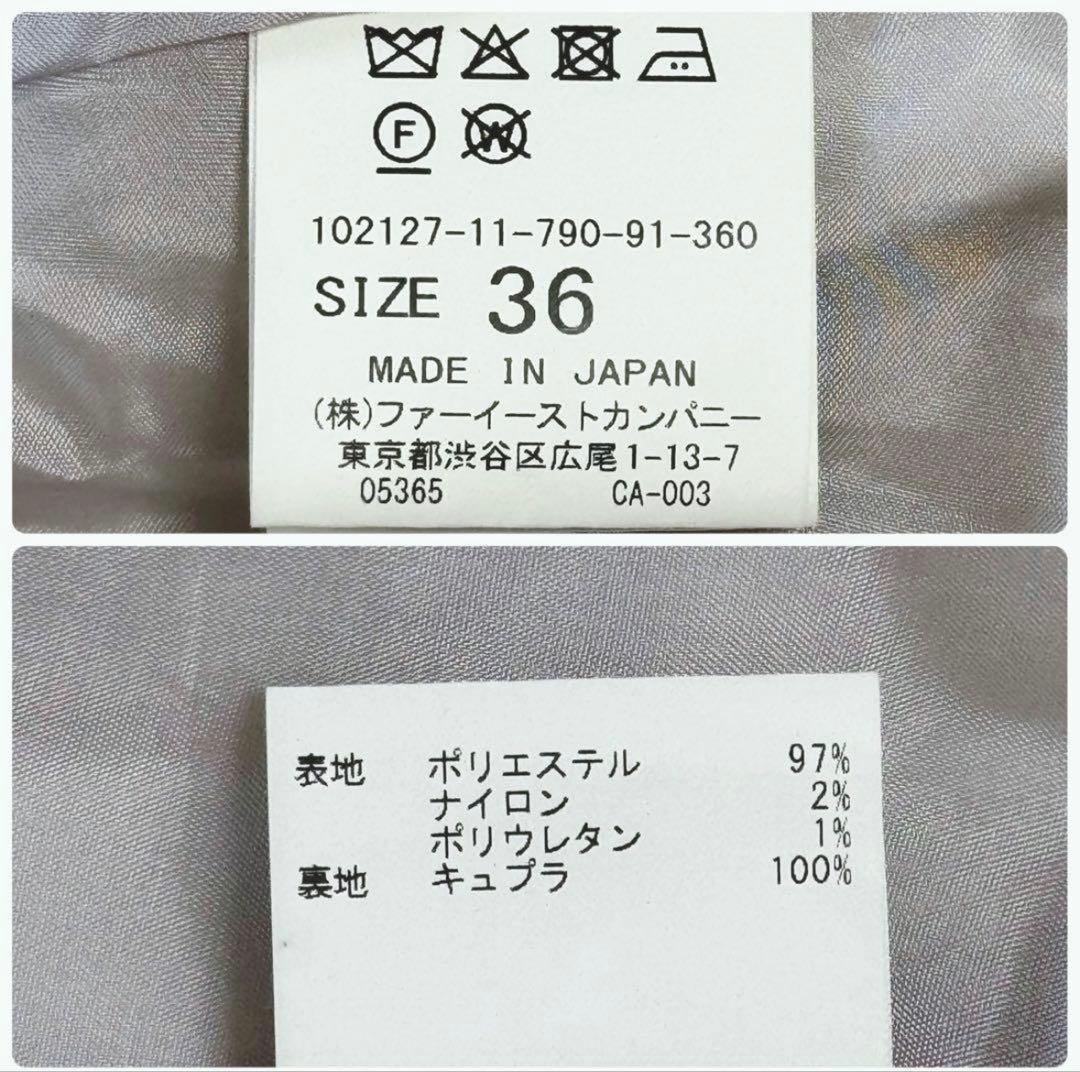 F
W
102127-11-790-91-360
SIZE 36
MADE IN JAPAN
(株)ファーイーストカンパニー
東京都渋谷区広尾1-13-7
05365 CA-003
表地 ポリエステル 97%
ナイロン 2%
ポリウレタン 1%
裏地 キュプラ 100%